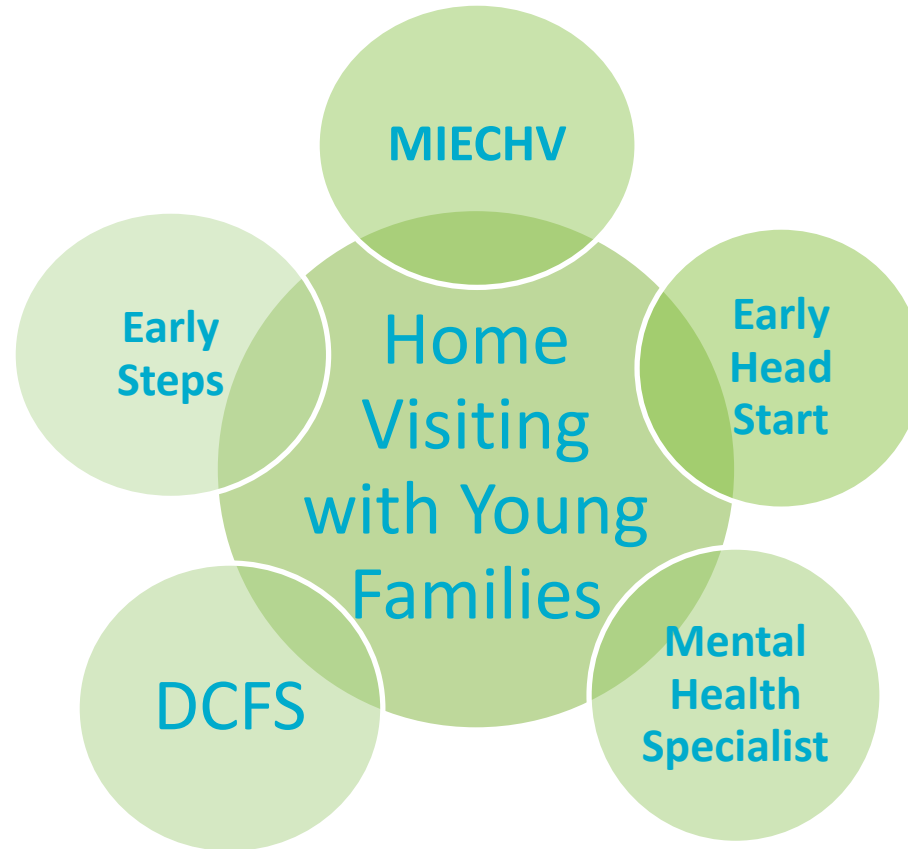 MIECHV
Early
Steps
Home
Visiting
with Young
Families
Early
Head
Start
DCFS
Mental
Health
Specialist